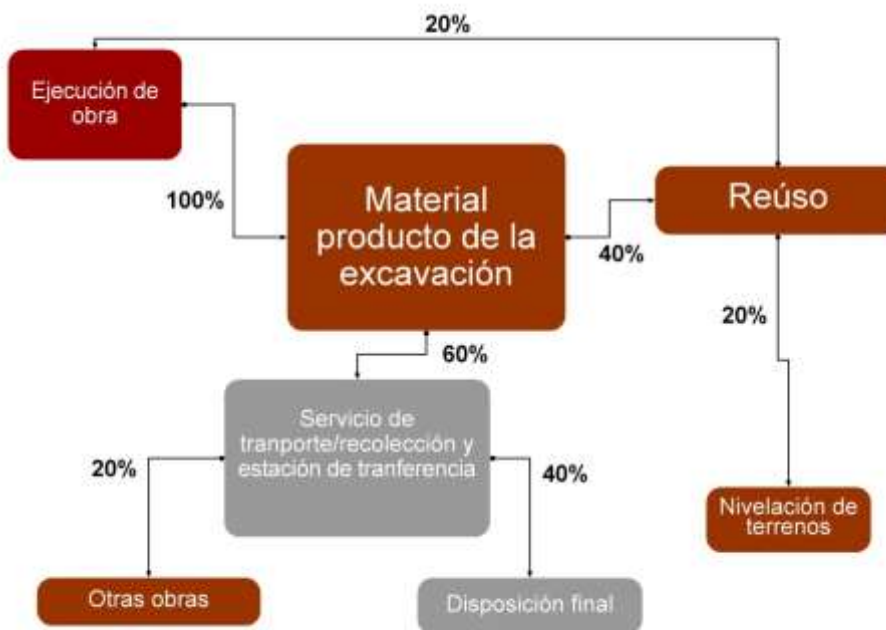 20%
Ejecución de
obra
100%
Material
producto de la
excavación
Reúso
40%
20%
60%
Servicio de
tranporte/recolección y
estación de tranferencia
20%
40%
Nivelación de
terrenos
Otras obras
Disposición final